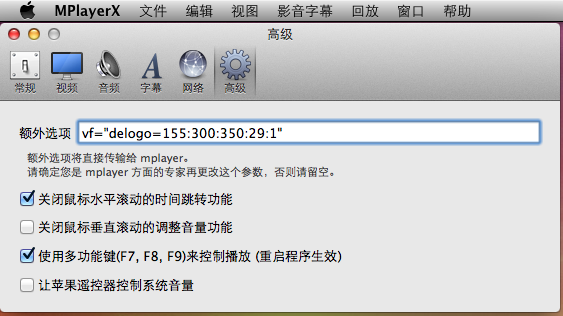 MPlayerX 文件 编辑 视图 影音字幕 回放 窗口 帮助
高级
常规 视频 音频 字幕 网络 高级
额外选项 vf="delogo=155:300:350:29:1"
额外选项将直接传输给 mplayer。
请确定您是 mplayer 方面的专家再更改这个参数，否则请留空。
关闭鼠标水平滚动的时间跳转功能
关闭鼠标垂直滚动的调整音量功能
使用多功能键(F7, F8, F9)来控制播放 (重启程序生效)
让苹果遥控器控制系统音量